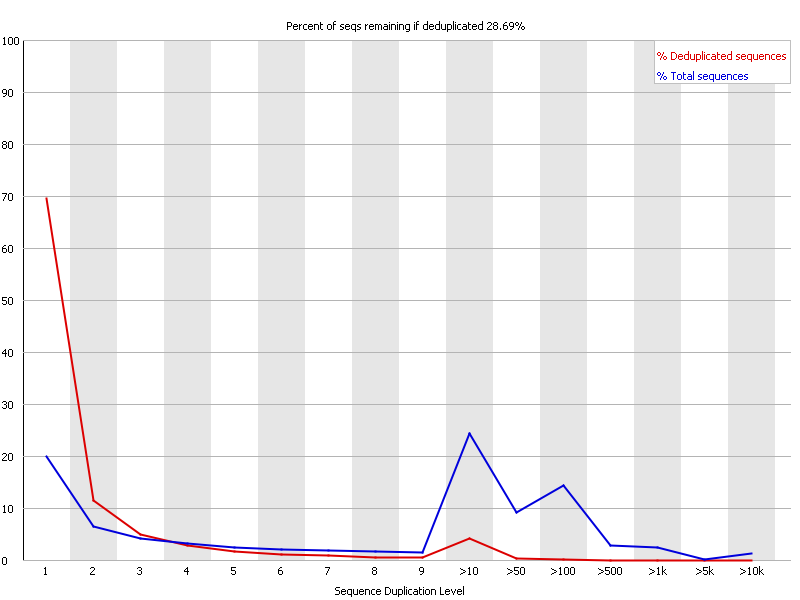 Percent of seqs remaining if deduplicated 28.69%
% Deduplicated sequences
% Total sequences
100
90
80
70
60
50
40
30
20
10
0
1 2 3 4 5 6 7 8 9 >10 >50 >100 >500 >1k >5k >10k
Sequence Duplication Level